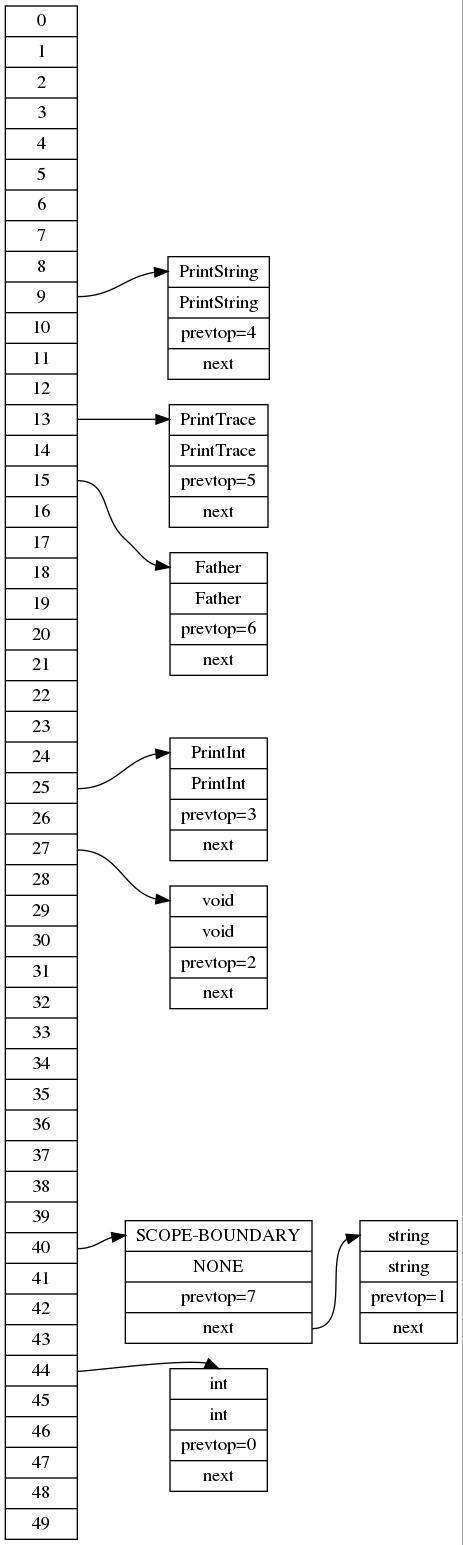 0
1
2
3
4
5
6
7
8
9
10
11
12
13
14
15
16
17
18
19
20
21
22
23
24
25
26
27
28
29
30
31
32
33
34
35
36
37
38
39
40
41
42
43
44
45
46
47
48
49
PrintString
PrintString
prevtop=4
next
PrintTrace
PrintTrace
prevtop=5
next
Father
Father
prevtop=6
next
PrintInt
PrintInt
prevtop=3
next
void
void
prevtop=2
next
SCOPE-BOUNDARY
NONE
prevtop=7
next
string
string
prevtop=1
next
int
int
prevtop=0
next